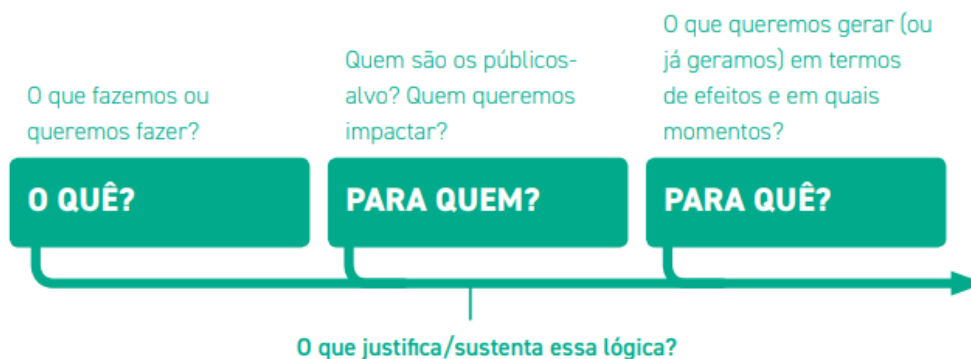 O que fazemos ou
queremos fazer?
O QUÊ?
Quem são os públicos-
alvo? Quem queremos
impactar?
PARA QUEM?
O que queremos gerar (ou
já geramos) em termos
de efeitos e em quais
momentos?
PARA QUÊ?
O que justifica/sustenta essa lógica?